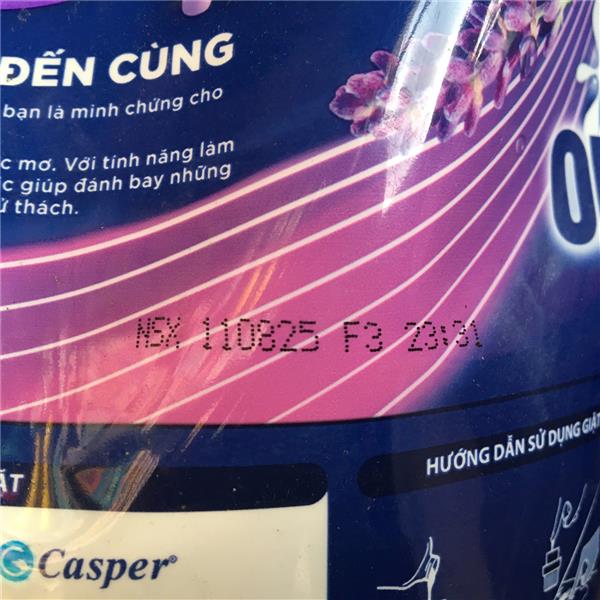 ĐẾN CÙNG
bạn là minh chứng cho
mơ. Với tính năng làm
giúp đánh bay những
thách.
NSX 110825 F3 23:31
HƯỚNG DẪN SỬ DỤNG GIẶT
Casper®